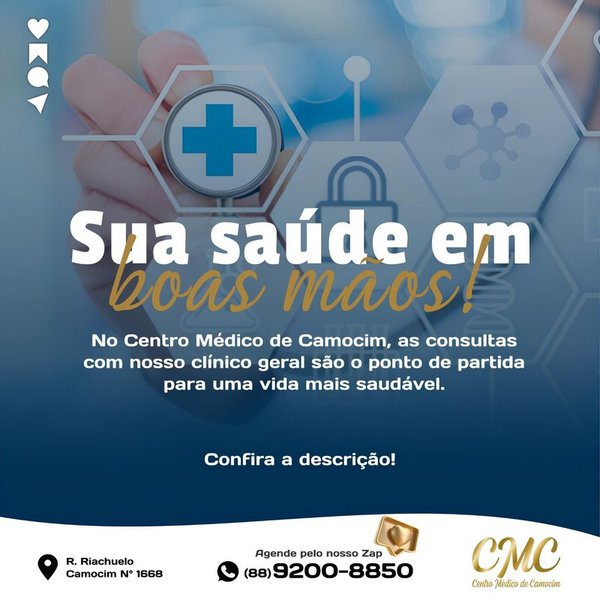 Sua saúde em
boas mãos!
No Centro Médico de Camocim, as consultas
com nosso clínico geral são o ponto de partida
para uma vida mais saudável.
Confira a descrição!
R. Riachuelo
Camocim N° 1668
Agende pelo nosso Zap
(88)9200-8850
CMC
Centro Médico de Camocim